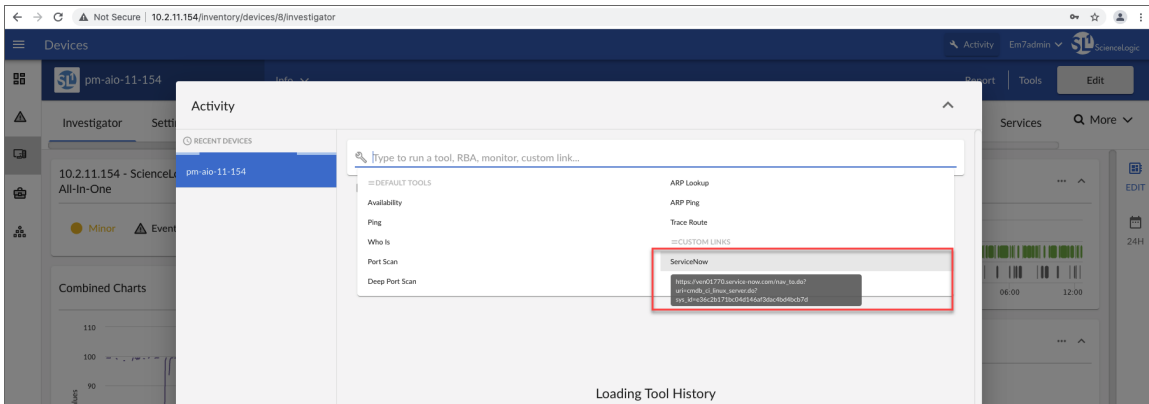 Not Secure | 10.2.11.154/inventory/devices/8/investigator
Devices
Activity
Em7admin
ScienceLogic
pm-aio-11-154
Info
Report
Tools
Edit
Activity
Investigator
Services
More
RECENT DEVICES
pm-aio-11-154
Type to run a tool, RBA, monitor, custom link...
DEFAULT TOOLS
Availability
Ping
Who Is
Port Scan
Deep Port Scan
ARP Lookup
ARP Ping
Trace Route
CUSTOM LINKS
ServiceNow
https://ven01770.service-now.com/nav_to.do?
uri=cmdb_ci_linux_server.do?
sys_id=e36c2b171bc04d146af3dac4bd4bcb7d
10.2.11.154 - ScienceLo
All-In-One
Minor
Event
EDIT
24H
06:00
12:00
Combined Charts
110
100
90
Loading Tool History